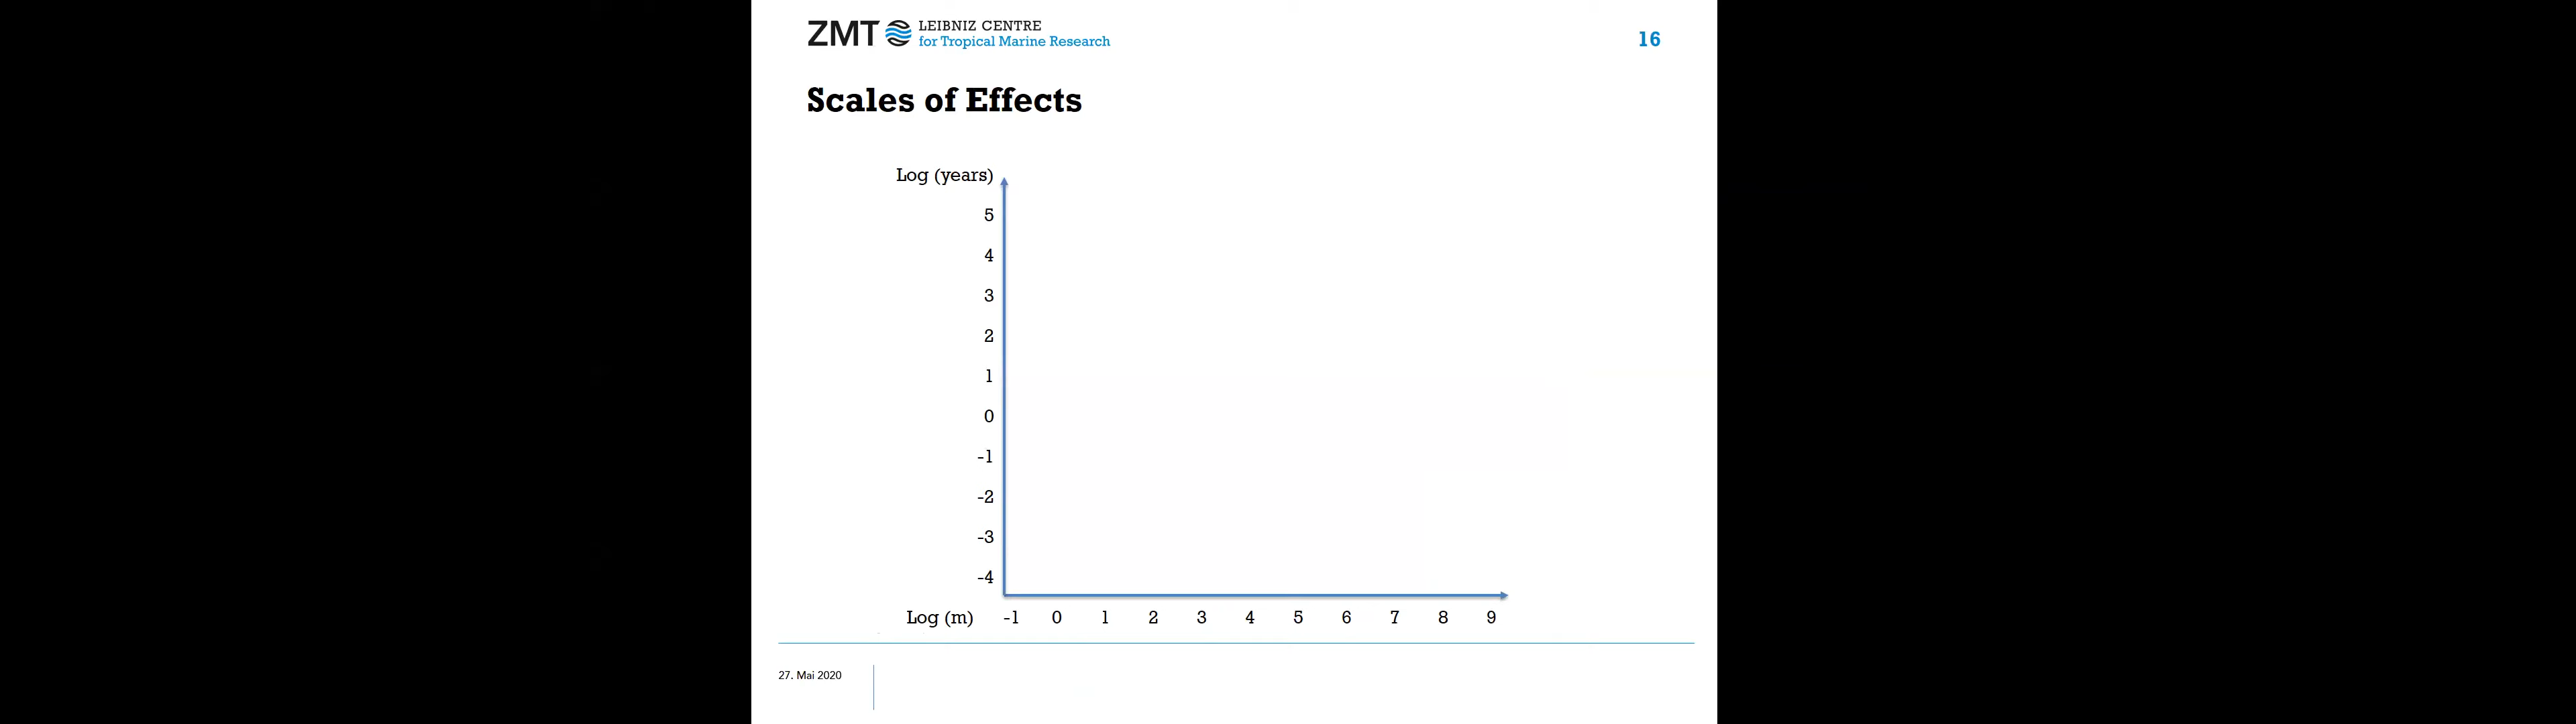 ZMT LEIBNIZ CENTRE
for Tropical Marine Research
16
Scales of Effects
Log (years)
5
4
3
2
1
0
-1
-2
-3
-4
Log (m) -1 0 1 2 3 4 5 6 7 8 9
27. Mai 2020